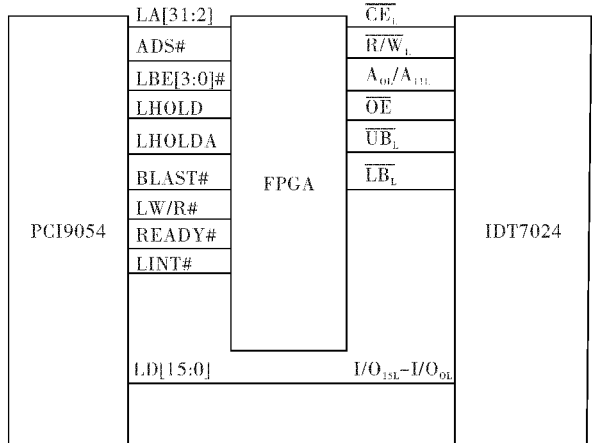 LA[31:2]
ADS#
LBE[3:0]#
LHOLD
LHOLDA
BLAST#
LW/R#
READY#
LINT#
LD[15:0]
PCI9054
FPGA
CE_L
R/W_L
A_0L/A_11L
OE
UB_L
LB_L
I/O_15L-I/O_0L
IDT7024